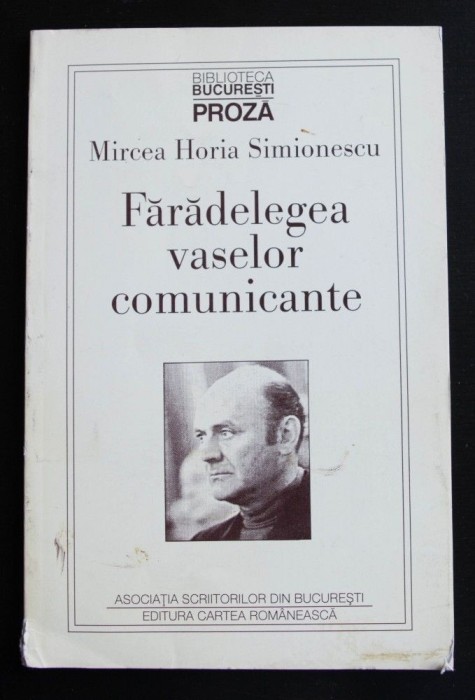 BIBLIOTECA
BUCUREȘTI
PROZĂ
Mircea Horia Simionescu
Fărădelegea
vaselor
comunicante
ASOCIAȚIA SCRIITORILOR DIN BUCUREȘTI
EDITURA CARTEA ROMÂNEASCĂ